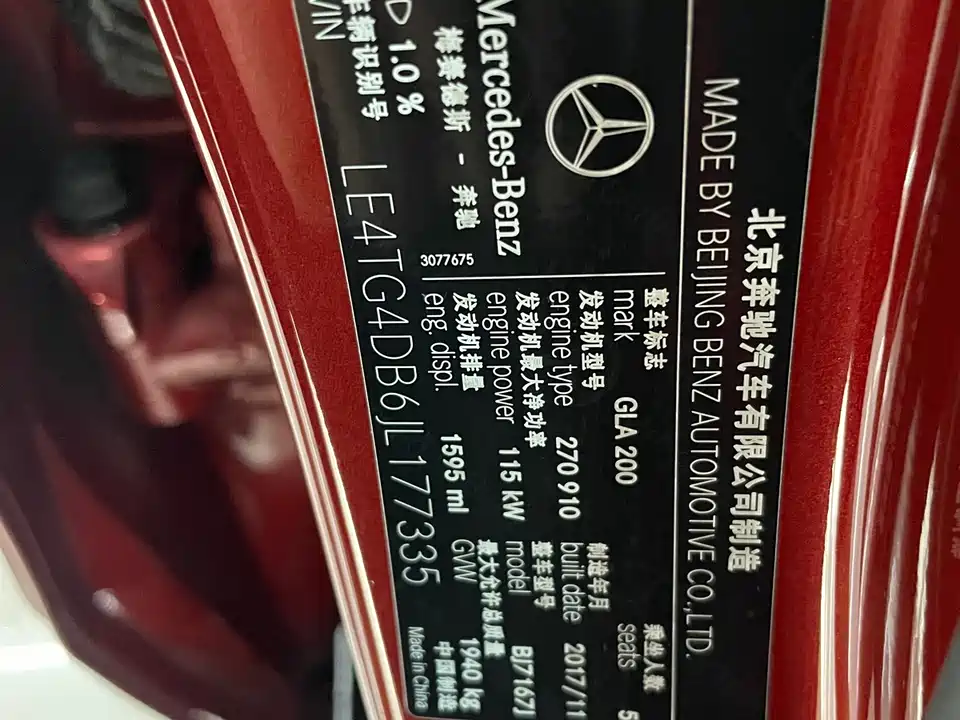 北京奔驰汽车有限公司制造
MADE BY BEIJING BENZ AUTOMOTIVE CO.,LTD.
Mercedes-Benz
梅赛德斯 - 奔驰
3077675
整车标志 乘坐人数
mark GLA 200 seats 5
发动机型号 制造年月
engine type 270 910 built date 2017/11
发动机最大净功率 整车型号
engine power 115 kW model BJ7167J
发动机排量 最大允许总质量
eng. displ. 1595 ml GVW 1940 kg
D 1.0 %
车辆识别号
VIN LE4TG4DB6JL177335
中国制造
Made in China